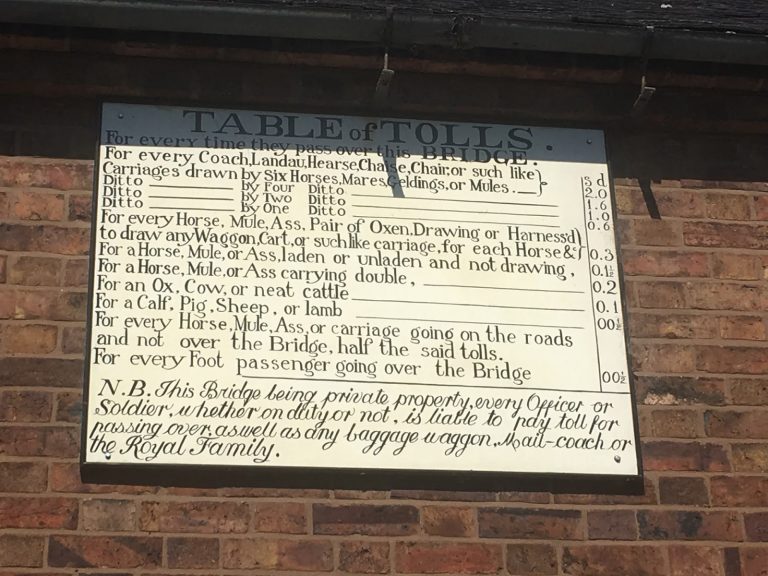 TABLE of TOLLS.
For every time they pass over this BRIDGE.
For every Coach, Landau, Hearse, Chaise, Chair, or such like
Carriages drawn by Six Horses, Mares, Geldings, or Mules. s d 2.0
Ditto by Four Ditto 1.6
Ditto by Two Ditto 1.0
Ditto by One Ditto 0.6
For every Horse, Mule, Ass, Pair of Oxen, Drawing or Harness'd
to draw any Waggon, Cart, or such like carriage, for each Horse &c 0.3
For a Horse, Mule, or Ass, laden or unladen and not drawing, 0.1½
For a Horse, Mule, or Ass carrying double, 0.2
For an Ox, Cow, or neat cattle 0.1
For a Calf, Pig, Sheep, or lamb 00½
For every Horse, Mule, Ass, or carriage going on the roads
and not over the Bridge, half the said tolls.
For every Foot passenger going over the Bridge 00½
N.B. This Bridge being private property, every Officer or
Soldier, whether on duty or not, is liable to pay toll for
passing over, as well as any baggage waggon, Mail-coach or
the Royal Family.